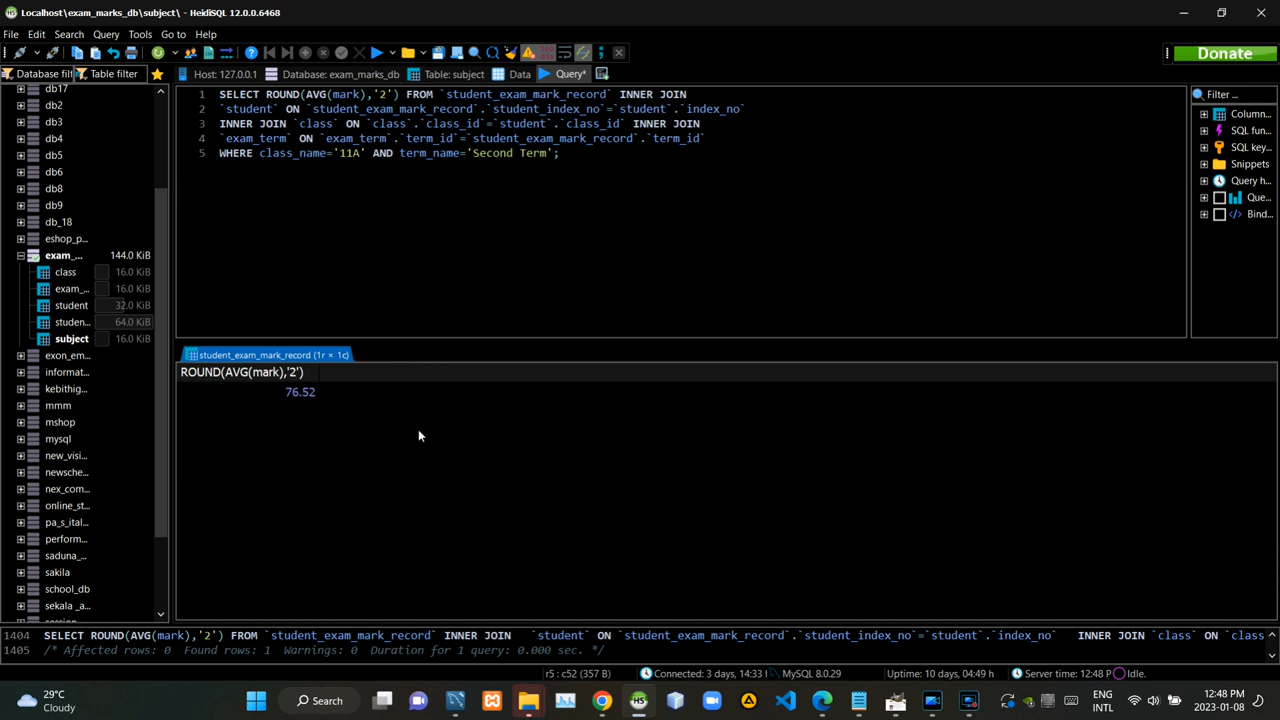 Localhost\exam_marks_db\subject\ - HeidiSQL 12.0.0.6468
File Edit Search Query Tools Go to Help
Donate
Database filt Table filter
Host: 127.0.0.1 Database: exam_marks_db Table: subject Data Query*
Filter ...
db17
db2
db3
db4
db5
db6
db8
db9
db_18
eshop_p...
exam_... 144.0 KiB
class 16.0 KiB
exam_... 16.0 KiB
student 32.0 KiB
studen... 64.0 KiB
subject 16.0 KiB
exon_em...
informat...
kebithig...
mmm
mshop
mysql
new_visi...
newsche...
nex_com...
online_st...
pa_s_ital...
perform...
saduna_...
sakila
school_db
sekala_a...
1 SELECT ROUND(AVG(mark),'2') FROM `student_exam_mark_record` INNER JOIN
2 `student` ON `student_exam_mark_record`.`student_index_no`=`student`.`index_no`
3 INNER JOIN `class` ON `class`.`class_id`=`student`.`class_id` INNER JOIN
4 `exam_term` ON `exam_term`.`term_id`=`student_exam_mark_record`.`term_id`
5 WHERE class_name='11A' AND term_name='Second Term';
Column...
SQL fun...
SQL key...
Snippets
Query h...
Que...
Bind...
student_exam_mark_record (1r × 1c)
ROUND(AVG(mark),'2')
76.52
1404 SELECT ROUND(AVG(mark),'2') FROM `student_exam_mark_record` INNER JOIN `student` ON `student_exam_mark_record`.`student_index_no`=`student`.`index_no` INNER JOIN `class` ON `class
1405 /* Affected rows: 0 Found rows: 1 Warnings: 0 Duration for 1 query: 0.000 sec. */
r5 : c52 (357 B) Connected: 3 days, 14:33 l MySQL 8.0.29 Uptime: 10 days, 04:49 h Server time: 12:48 P Idle.
29°C
Cloudy
Search
ENG
INTL
12:48 PM
2023-01-08